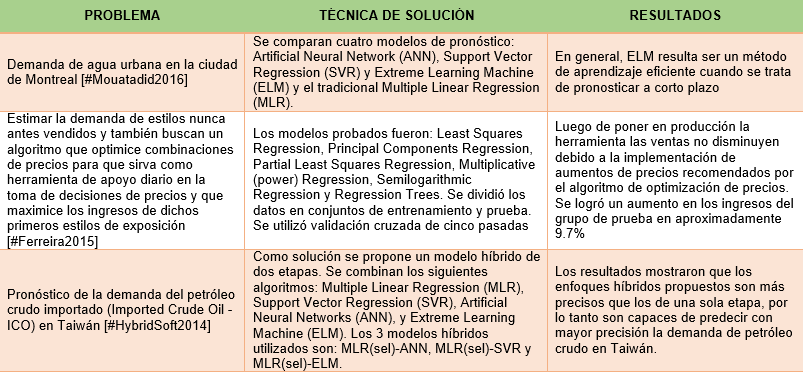 PROBLEMA
TÈCNICA DE SOLUCIÒN
RESULTADOS
Demanda de agua urbana en la ciudad
de Montreal [#Mouatadid2016]
Se comparan cuatro modelos de pronóstico:
Artificial Neural Network (ANN), Support Vector
Regression (SVR) y Extreme Learning Machine
(ELM) y el tradicional Multiple Linear Regression
(MLR).
En general, ELM resulta ser un método
de aprendizaje eficiente cuando se trata
de pronosticar a corto plazo
Estimar la demanda de estilos nunca
antes vendidos y también buscan un
algoritmo que optimice combinaciones
de precios para que sirva como
herramienta de apoyo diario en la
toma de decisiones de precios y que
maximice los ingresos de dichos
primeros estilos de exposición
[#Ferreira2015]
Los modelos probados fueron: Least Squares
Regression, Principal Components Regression,
Partial Least Squares Regression, Multiplicative
(power) Regression, Semilogarithmic
Regression y Regression Trees. Se dividió los
datos en conjuntos de entrenamiento y prueba.
Se utilizó validación cruzada de cinco pasadas
Luego de poner en producción la
herramienta las ventas no disminuyen
debido a la implementación de
aumentos de precios recomendados por
el algoritmo de optimización de precios.
Se logró un aumento en los ingresos del
grupo de prueba en aproximadamente
9.7%
Pronóstico de la demanda del petróleo
crudo importado (Imported Crude Oil -
ICO) en Taiwán [#HybridSoft2014]
Como solución se propone un modelo híbrido de
dos etapas. Se combinan los siguientes
algoritmos: Multiple Linear Regression (MLR),
Support Vector Regression (SVR), Artificial
Neural Networks (ANN), y Extreme Learning
Machine (ELM). Los 3 modelos híbridos
utilizados son: MLR(sel)-ANN, MLR(sel)-SVR y
MLR(sel)-ELM.
Los resultados mostraron que los
enfoques híbridos propuestos son más
precisos que los de una sola etapa, por
lo tanto son capaces de predecir con
mayor precisión la demanda de petróleo
crudo en Taiwán.